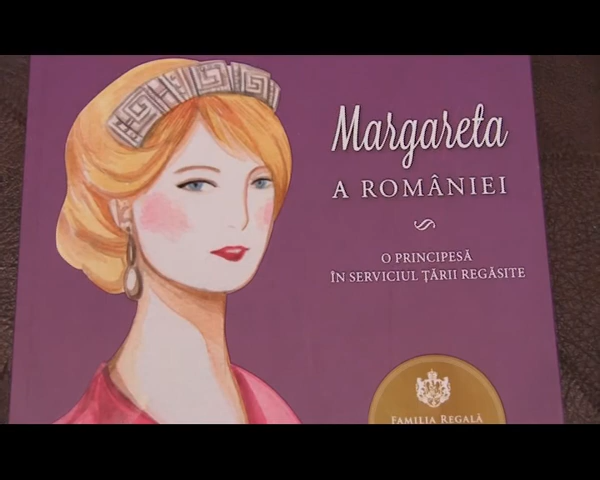 Margareta
A ROMÂNIEI
O PRINCIPESĂ
ÎN SERVICIUL ȚĂRII REGĂSITE
FAMILIA REGALĂ